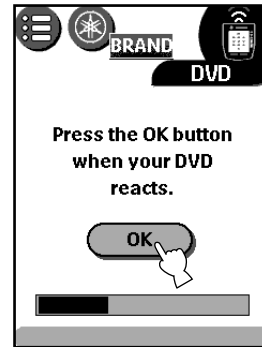 BRAND
DVD
Press the OK button
when your DVD
reacts.
OK